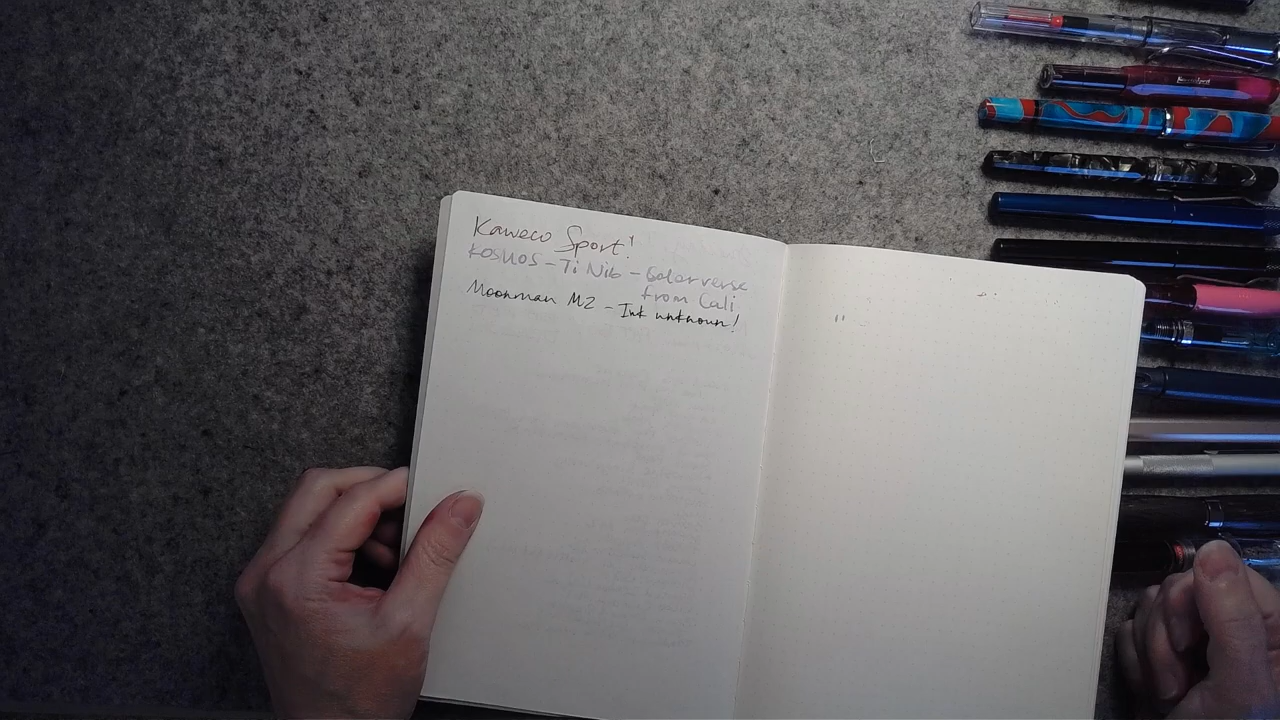 Kaweco Sport!
KOSMOS - Ti Nib - Colorverse
from Cali
Moonman M2 - Ink unknown!